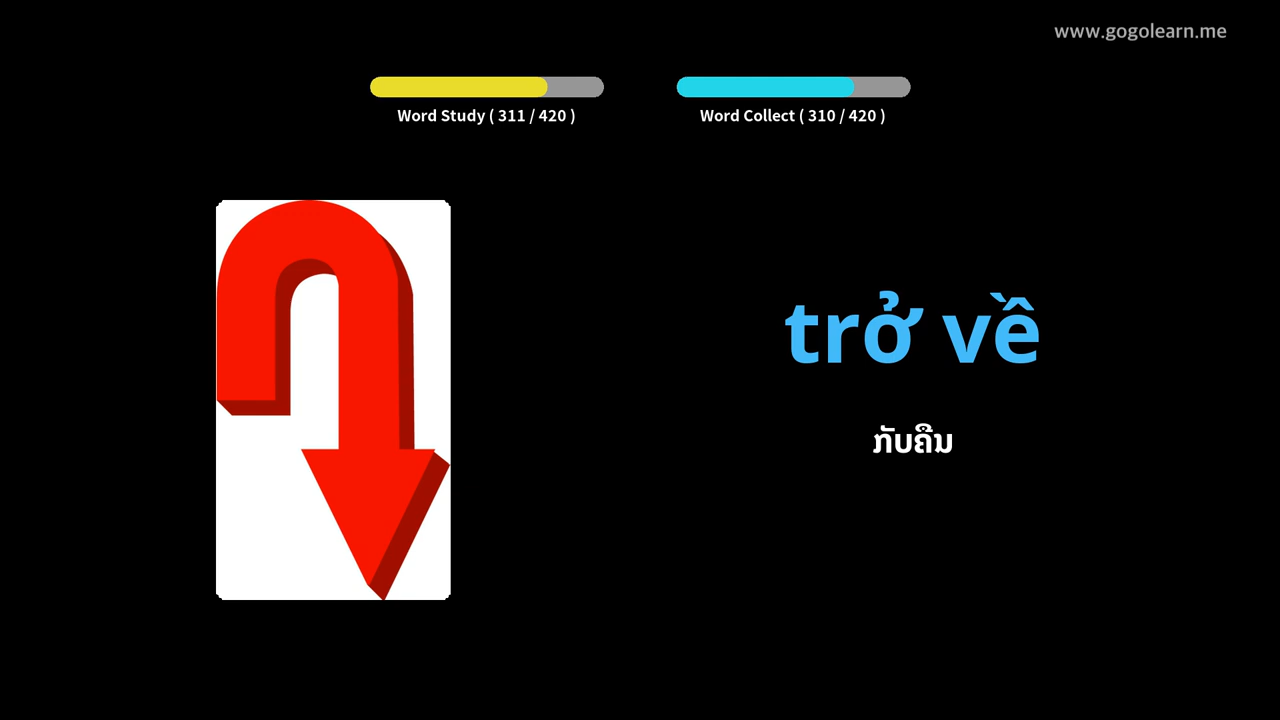 www.gogolearn.me
Word Study ( 311 / 420 )
Word Collect ( 310 / 420 )
trở về
ກັບຄືນ